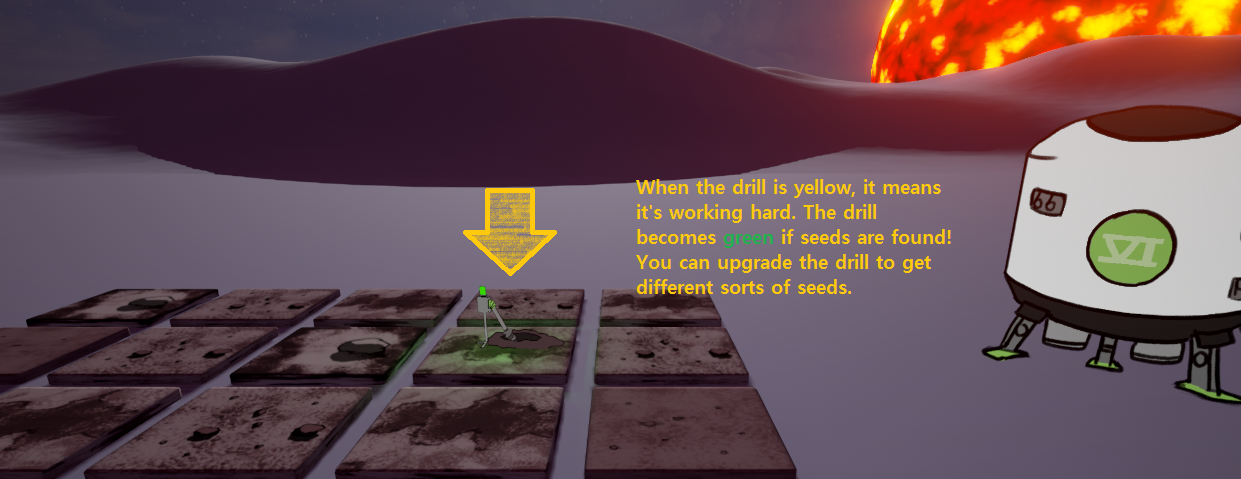 When the drill is yellow, it means
it's working hard. The drill
becomes green if seeds are found!
You can upgrade the drill to get
different sorts of seeds.
66
VI